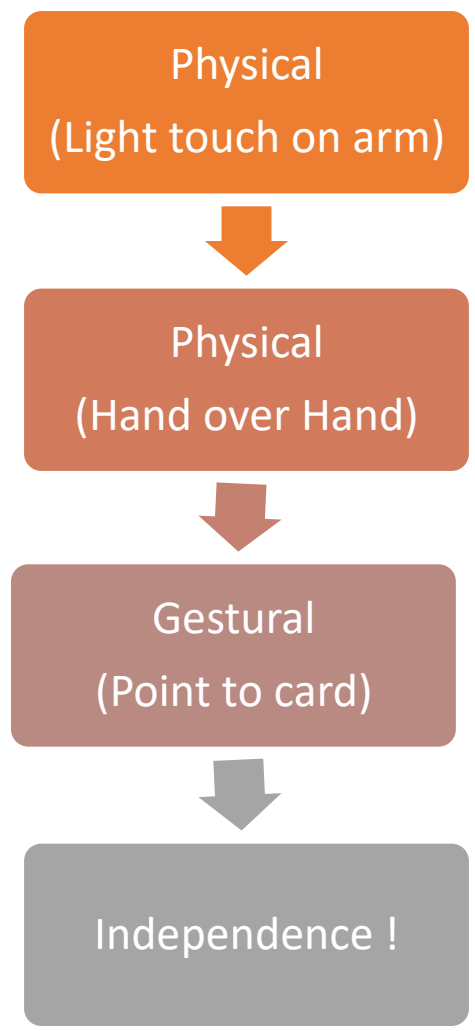 Physical
(Light touch on arm)
Physical
(Hand over Hand)
Gestural
(Point to card)
Independence !